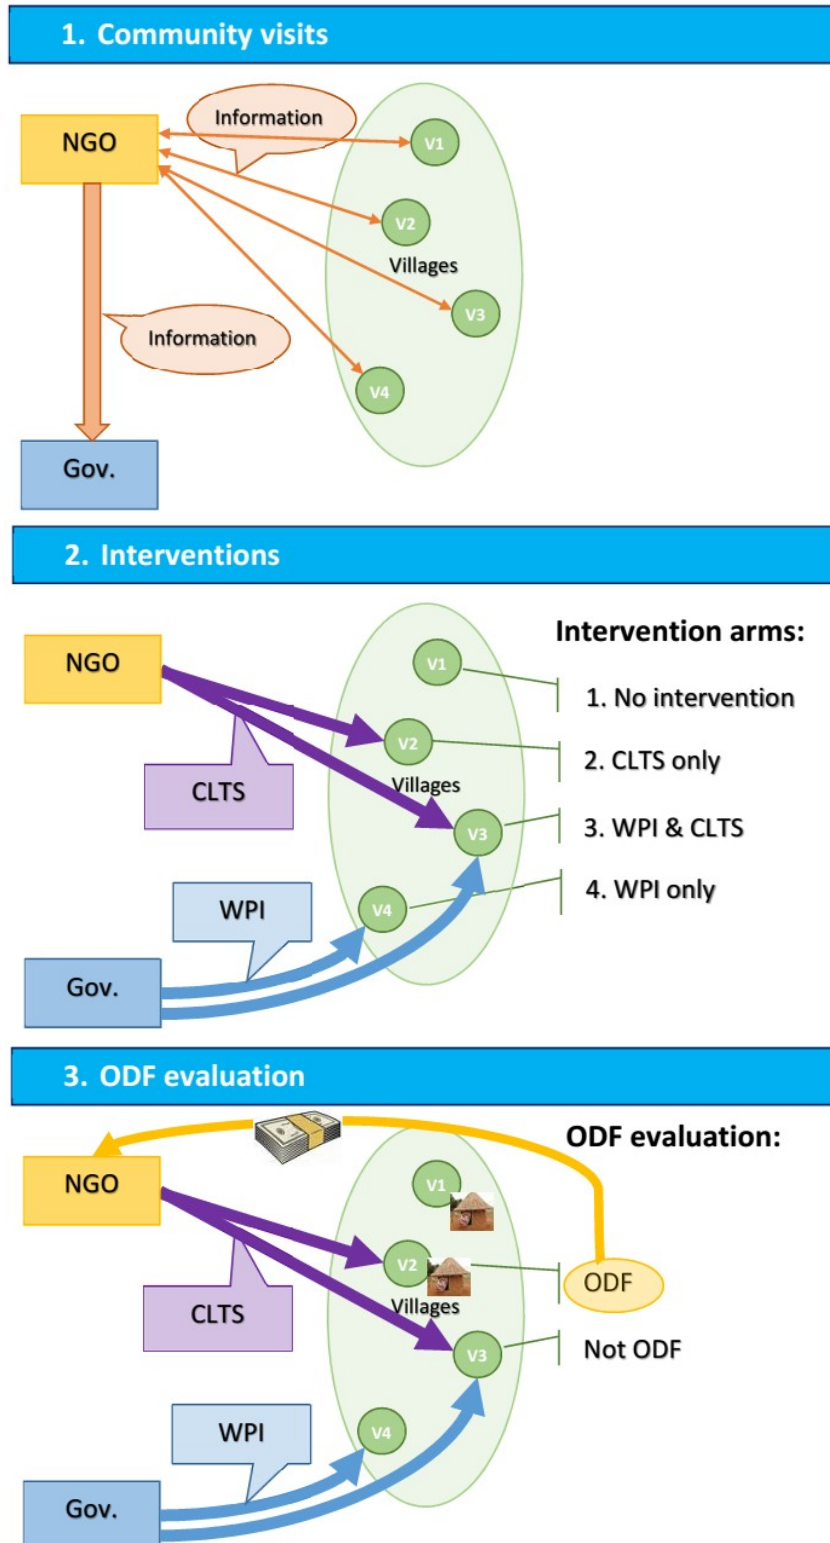 1. Community visits
NGO
Information
V1
V2
Villages
V3
Information
V4
Gov.
2. Interventions
Intervention arms:
NGO
V1
1. No intervention
V2
2. CLTS only
CLTS
Villages
V3
3. WPI & CLTS
WPI
V4
4. WPI only
Gov.
3. ODF evaluation
ODF evaluation:
NGO
V1
V2
ODF
CLTS
Villages
V3
Not ODF
WPI
V4
Gov.